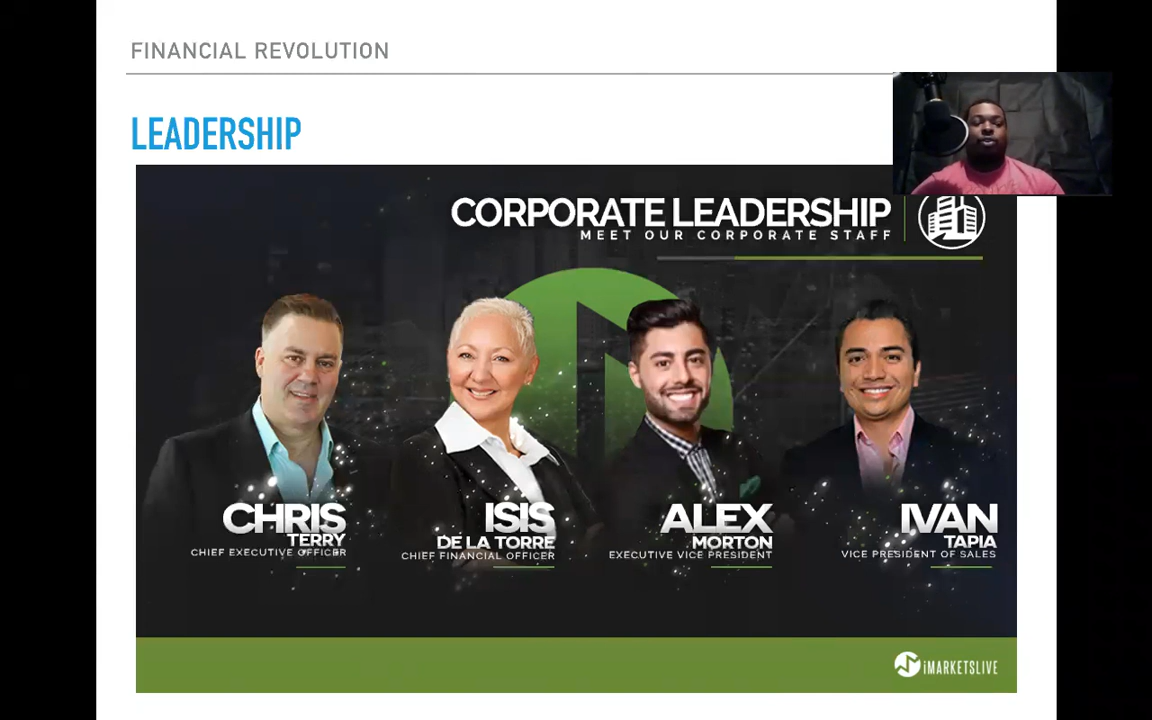 FINANCIAL REVOLUTION
LEADERSHIP
CORPORATE LEADERSHIP
MEET OUR CORPORATE STAFF
CHRIS
TERRY
CHIEF EXECUTIVE OFFICER
ISIS
DE LA TORRE
CHIEF FINANCIAL OFFICER
ALEX
MORTON
EXECUTIVE VICE PRESIDENT
IVAN
TAPIA
VICE PRESIDENT OF SALES
iMARKETSLIVE